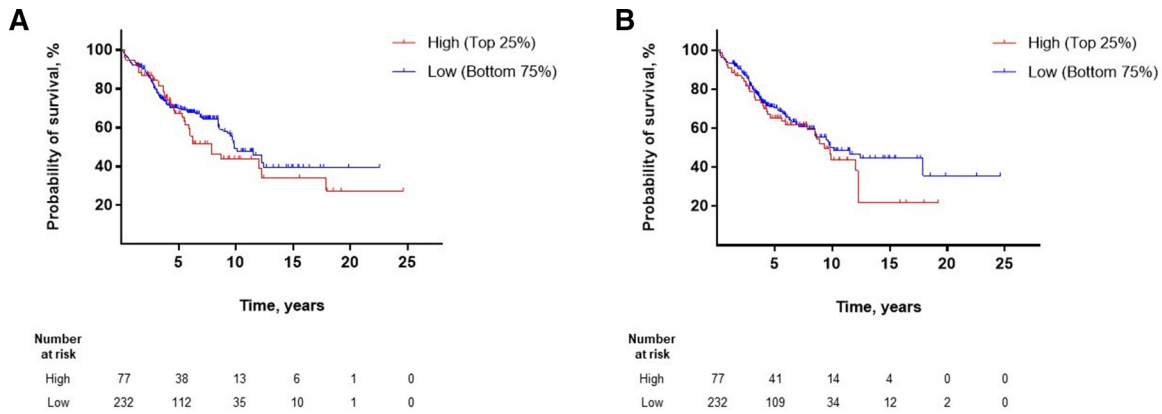 A
Probability of survival, %
100
80
60
40
20
High (Top 25%)
Low (Bottom 75%)
5 10 15 20 25
Time, years
Number
at risk
High 77 38 13 6 1 0
Low 232 112 35 10 1 0
B
Probability of survival, %
100
80
60
40
20
High (Top 25%)
Low (Bottom 75%)
5 10 15 20 25
Time, years
Number
at risk
High 77 41 14 4 0 0
Low 232 109 34 12 2 0